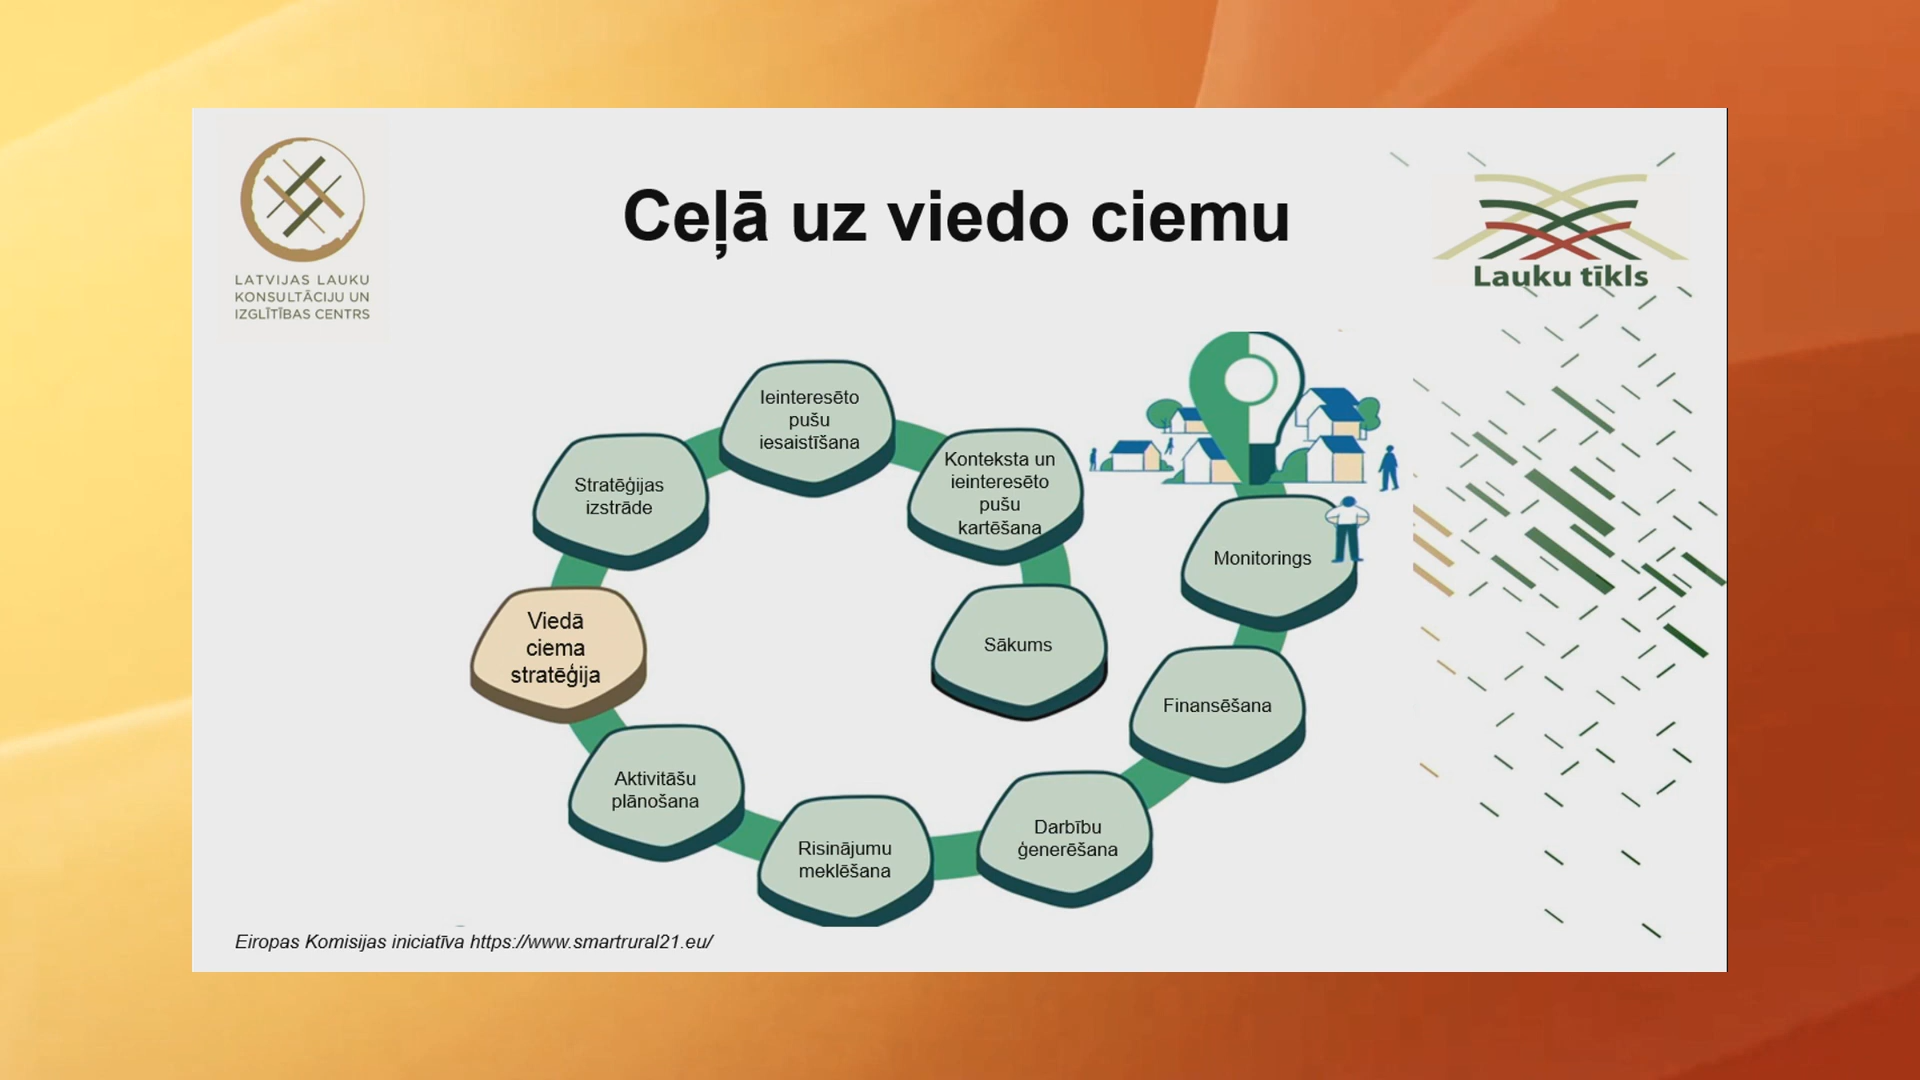 LATVIJAS LAUKU
KONSULTĀCIJU UN
IZGLĪTĪBAS CENTRS
Ceļā uz viedo ciemu
Lauku tīkls
Sākums
Konteksta un
ieinteresēto
pušu
kartēšana
Ieinteresēto
pušu
iesaistīšana
Stratēģijas
izstrāde
Viedā
ciema
stratēģija
Aktivitāšu
plānošana
Risinājumu
meklēšana
Darbību
ģenerēšana
Finansēšana
Monitorings
Eiropas Komisijas iniciatīva https://www.smartrural21.eu/